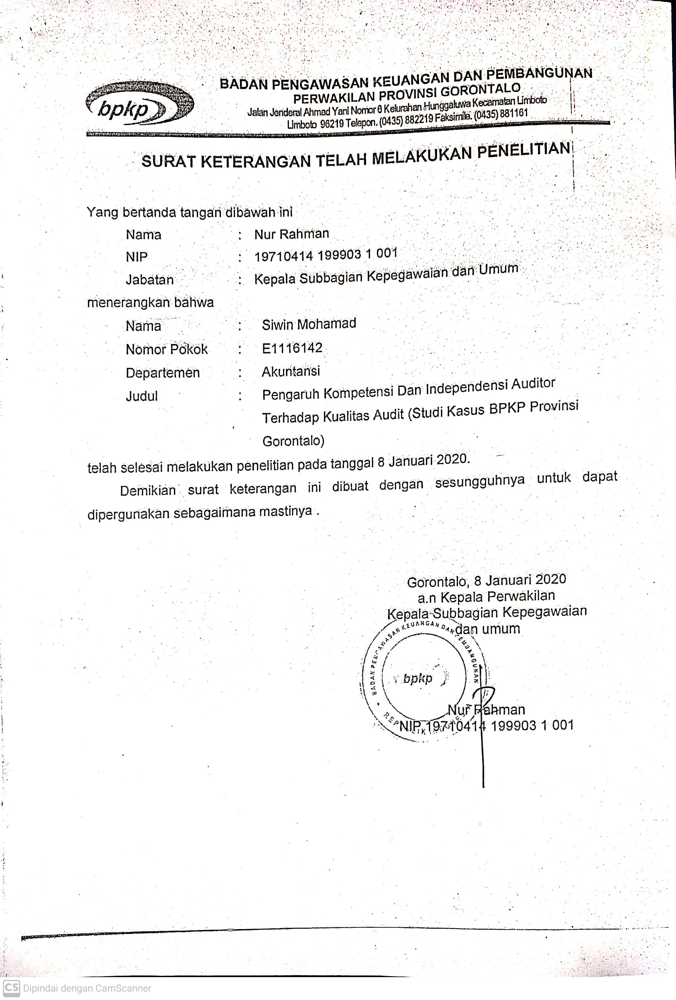 bpkp
BADAN PENGAWASAN KEUANGAN DAN PEMBANGUNAN
PERWAKILAN PROVINSI GORONTALO
Jalan Jenderal Ahmad Yani Nomor 6 Kelurahan Hunggaluwa Kecamatan Limboto
Limboto 96219 Telepon. (0435) 882219 Faksimile. (0435) 881161
SURAT KETERANGAN TELAH MELAKUKAN PENELITIAN
Yang bertanda tangan dibawah ini
Nama : Nur Rahman
NIP : 19710414 199903 1 001
Jabatan : Kepala Subbagian Kepegawaian dan Umum
menerangkan bahwa
Nama : Siwin Mohamad
Nomor Pokok : E1116142
Departemen : Akuntansi
Judul : Pengaruh Kompetensi Dan Independensi Auditor
Terhadap Kualitas Audit (Studi Kasus BPKP Provinsi
Gorontalo)
telah selesai melakukan penelitian pada tanggal 8 Januari 2020.
Demikian surat keterangan ini dibuat dengan sesungguhnya untuk dapat
dipergunakan sebagaimana mastinya .
Gorontalo, 8 Januari 2020
a.n Kepala Perwakilan
Kepala Subbagian Kepegawaian
dan umum
BADAN PENGAWASAN KEUANGAN DAN PEMBANGUNAN
bpkp
Nur Rahman
NIP 19710414 199903 1 001
CS Dipindai dengan CamScanner